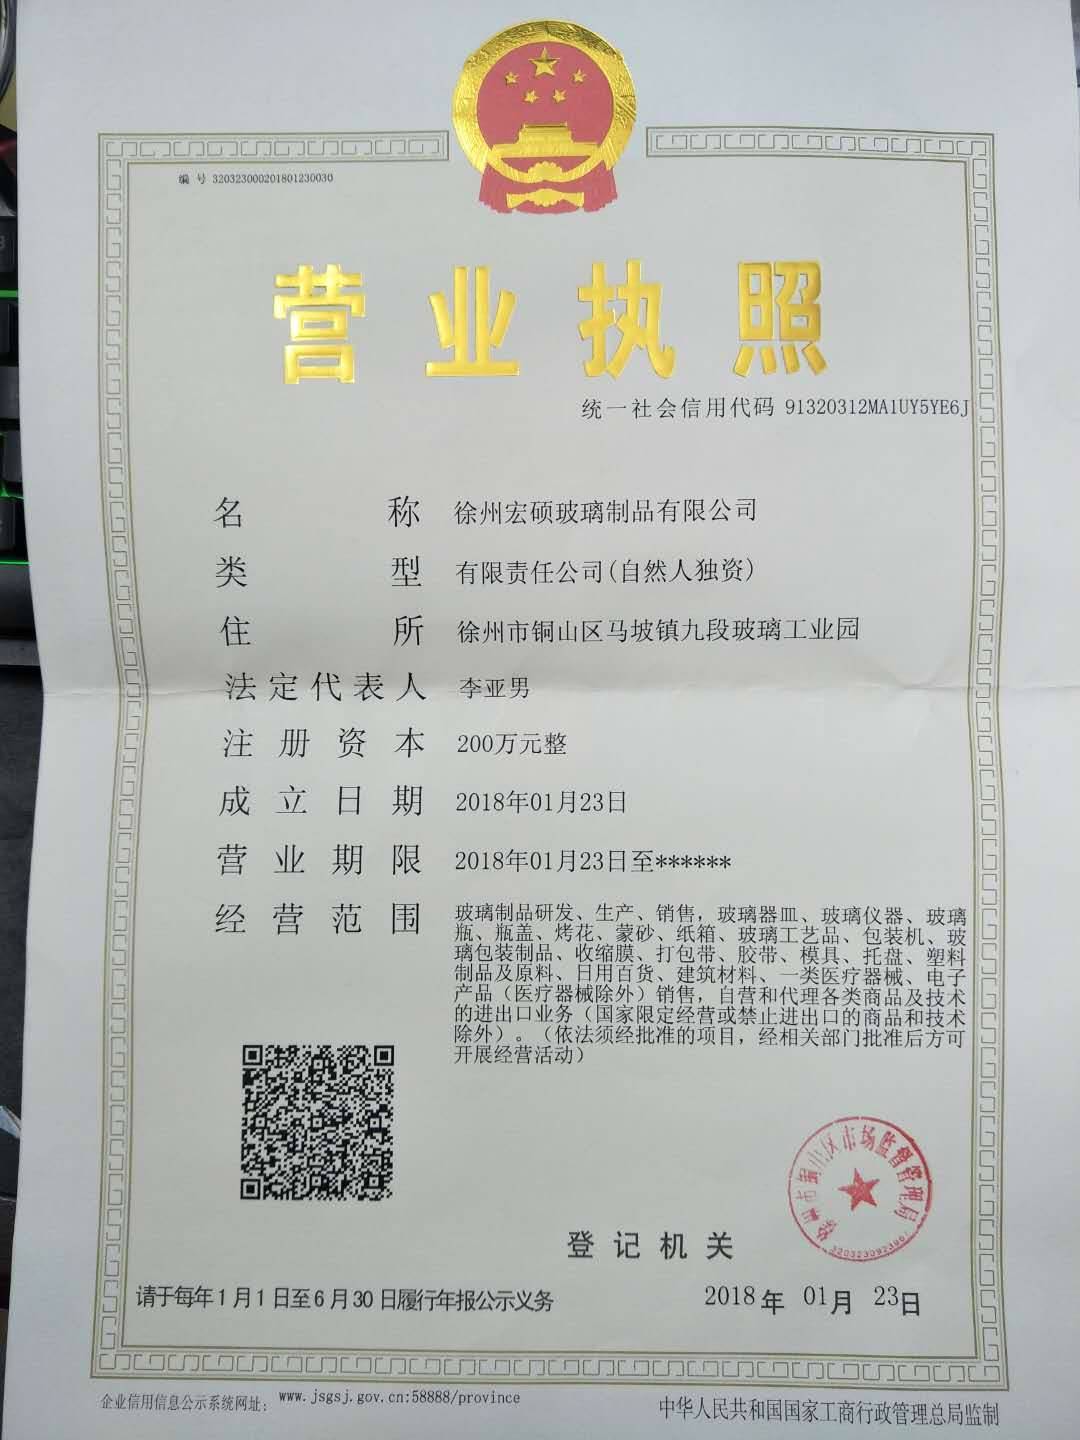 编 号 320323000201801230030
营业执照
统一社会信用代码 91320312MA1UY5YE6J
名称 徐州宏硕玻璃制品有限公司
类型 有限责任公司(自然人独资)
住所 徐州市铜山区马坡镇九段玻璃工业园
法定代表人 李亚男
注册资本 200万元整
成立日期 2018年01月23日
营业期限 2018年01月23日至******
经营范围 玻璃制品研发、生产、销售，玻璃器皿、玻璃仪器、玻璃
瓶、瓶盖、烤花、蒙砂、纸箱、玻璃工艺品、包装机、玻
璃包装制品、收缩膜、打包带、胶带、模具、托盘、塑料
制品及原料、日用百货、建筑材料、一类医疗器械、电子
产品（医疗器械除外）销售，自营和代理各类商品及技术
的进出口业务（国家限定经营或禁止进出口的商品和技术
除外）。（依法须经批准的项目，经相关部门批准后方可
开展经营活动）
徐州市铜山区市场监督管理局
登记机关
请于每年1月1日至6月30日履行年报公示义务
2018年 01月 23日
企业信用信息公示系统网址： www.jsgsj.gov.cn:58888/province
中华人民共和国国家工商行政管理总局监制